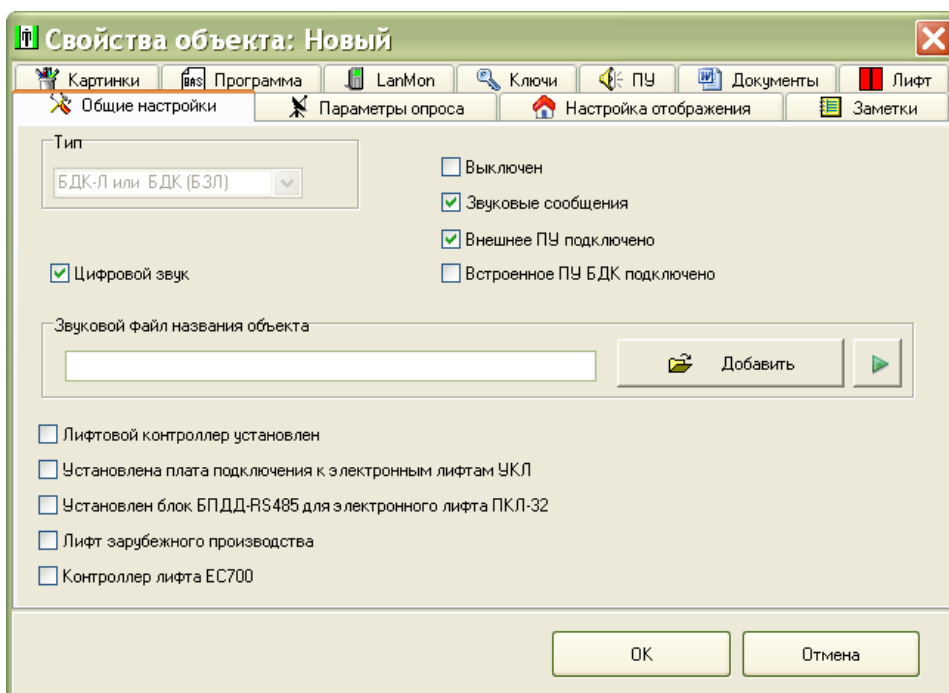 Свойства объекта: Новый
Картинки BAS Программа LanMon Ключи ПУ Документы Лифт
Общие настройки Параметры опроса Настройка отображения Заметки
Тип
БДК-Л или БДК (БЗЛ)
Выключен
Звуковые сообщения
Внешнее ПУ подключено
Цифровой звук
Встроенное ПУ БДК подключено
Звуковой файл названия объекта
Добавить
Лифтовой контроллер установлен
Установлена плата подключения к электронным лифтам УКЛ
Установлен блок БПДД-RS485 для электронного лифта ПКЛ-32
Лифт зарубежного производства
Контроллер лифта ЕС700
OK Отмена